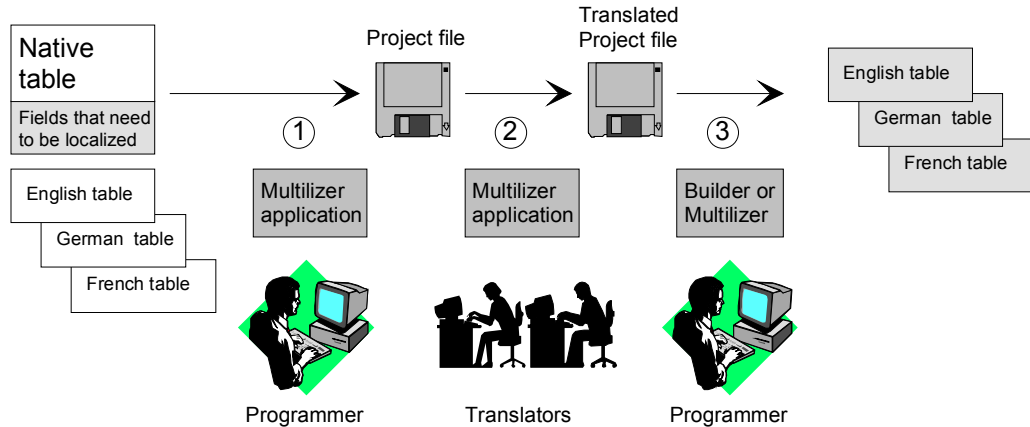 Native
table
Fields that need
to be localized
English table
German table
French table
Project file
Translated
Project file
1
2
3
Multilizer
application
Multilizer
application
Builder or
Multilizer
English table
German table
French table
Programmer
Translators
Programmer